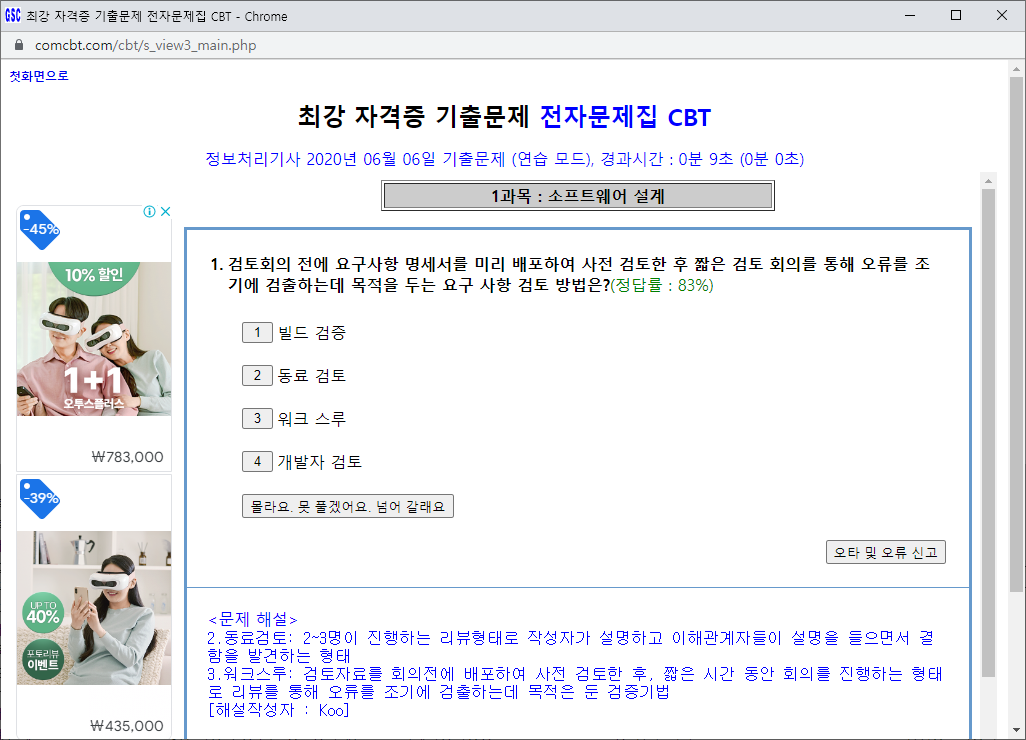 GSC 최강 자격증 기출문제 전자문제집 CBT - Chrome
comcbt.com/cbt/s_view3_main.php
첫화면으로
최강 자격증 기출문제 전자문제집 CBT
정보처리기사 2020년 06월 06일 기출문제 (연습 모드), 경과시간 : 0분 9초 (0분 0초)
1과목 : 소프트웨어 설계
-45%
10% 할인
1+1
오투스플러스
₩783,000
-39%
UP TO
40%
포토리뷰
이벤트
₩435,000
1. 검토회의 전에 요구사항 명세서를 미리 배포하여 사전 검토한 후 짧은 검토 회의를 통해 오류를 조
기에 검출하는데 목적을 두는 요구 사항 검토 방법은?(정답률 : 83%)
1 빌드 검증
2 동료 검토
3 워크 스루
4 개발자 검토
몰라요. 못 풀겠어요. 넘어 갈래요
오타 및 오류 신고
<문제 해설>
2.동료검토: 2~3명이 진행하는 리뷰형태로 작성자가 설명하고 이해관계자들이 설명을 들으면서 결
함을 발견하는 형태
3.워크스루: 검토자료를 회의전에 배포하여 사전 검토한 후, 짧은 시간 동안 회의를 진행하는 형태
로 리뷰를 통해 오류를 조기에 검출하는데 목적은 둔 검증기법
[해설작성자 : Koo]